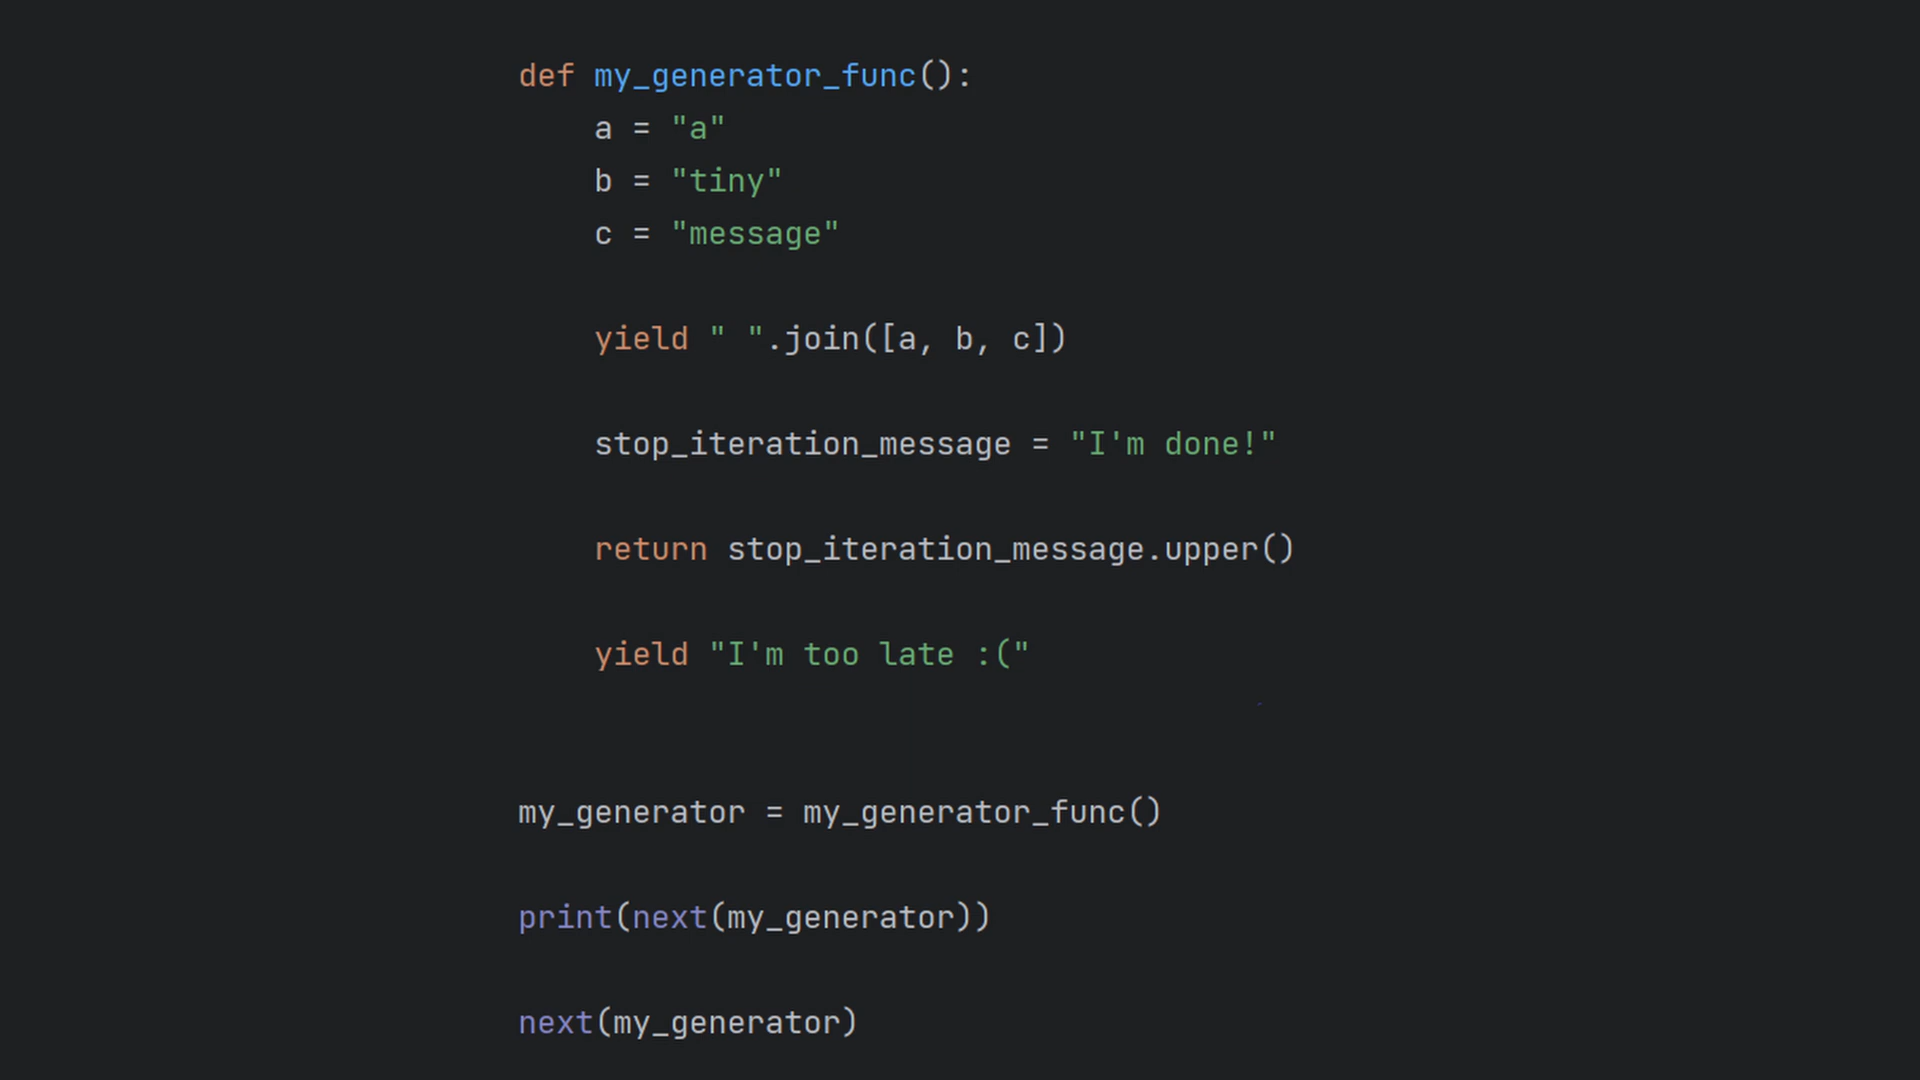 def my_generator_func():
    a = "a"
    b = "tiny"
    c = "message"
    yield " ".join([a, b, c])
    stop_iteration_message = "I'm done!"
    return stop_iteration_message.upper()
    yield "I'm too late :("
my_generator = my_generator_func()
print(next(my_generator))
next(my_generator)